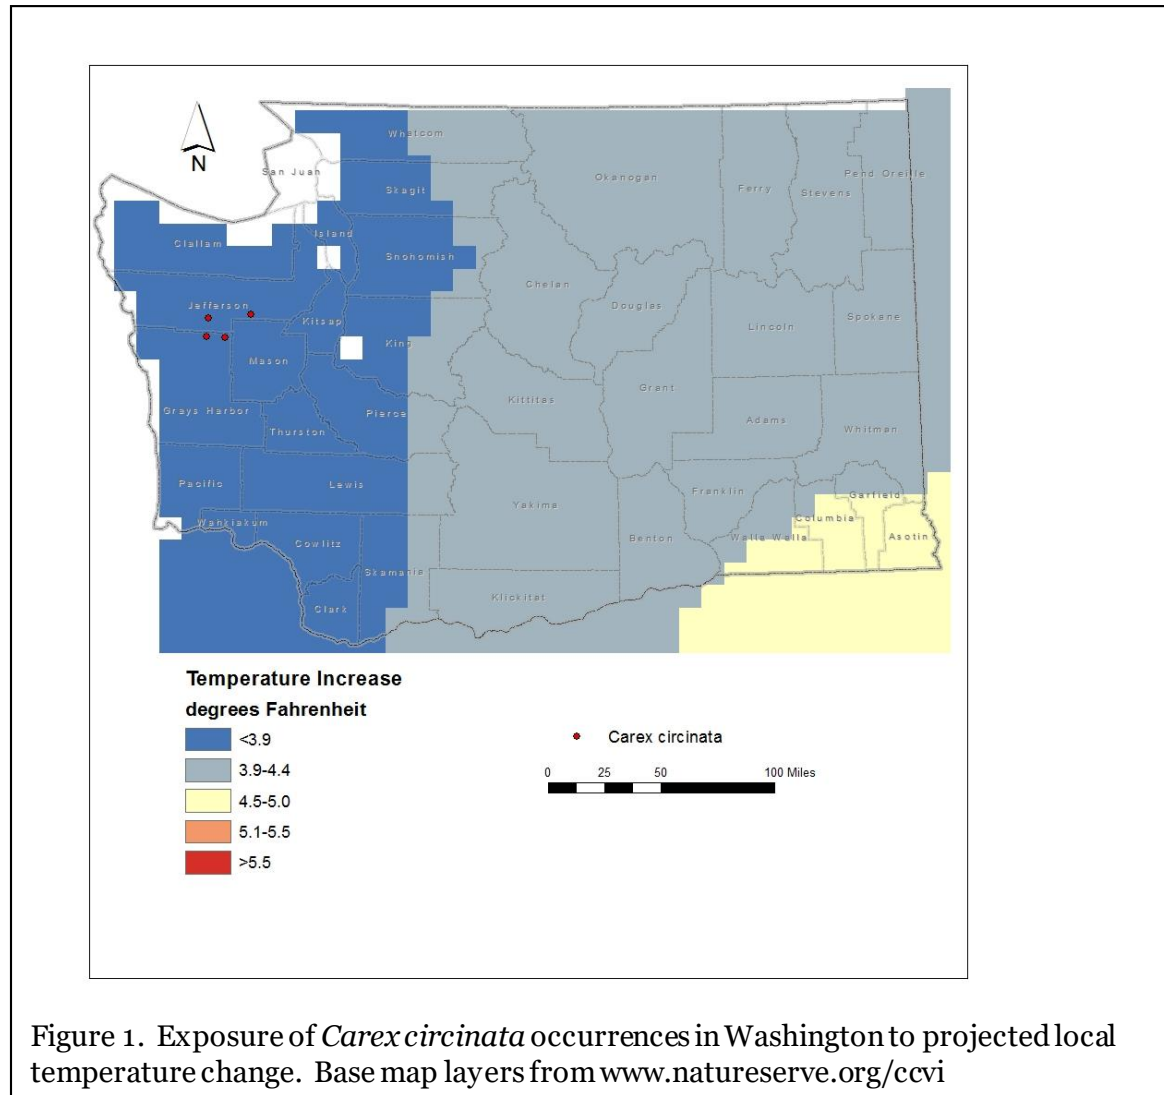 N
Whatcom
San Juan
Skagit
Okanogan
Ferry
Stevens
Pend Oreille
Clallam
Island
Snohomish
Chelan
Douglas
Jefferson
Kitsap
King
Lincoln
Spokane
Mason
Grant
Kittitas
Grays Harbor
Thurston
Pierce
Adams
Whitman
Pacific
Lewis
Yakima
Franklin
Garfield
Columbia
Wahkiakum
Cowlitz
Skamania
Benton
Walla Walla
Asotin
Clark
Klickitat
Temperature Increase
degrees Fahrenheit
<3.9
3.9-4.4
4.5-5.0
5.1-5.5
>5.5
Carex circinata
0 25 50 100 Miles
Figure 1. Exposure of Carex circinata occurrences in Washington to projected local
temperature change. Base map layers from www.natureserve.org/ccvi